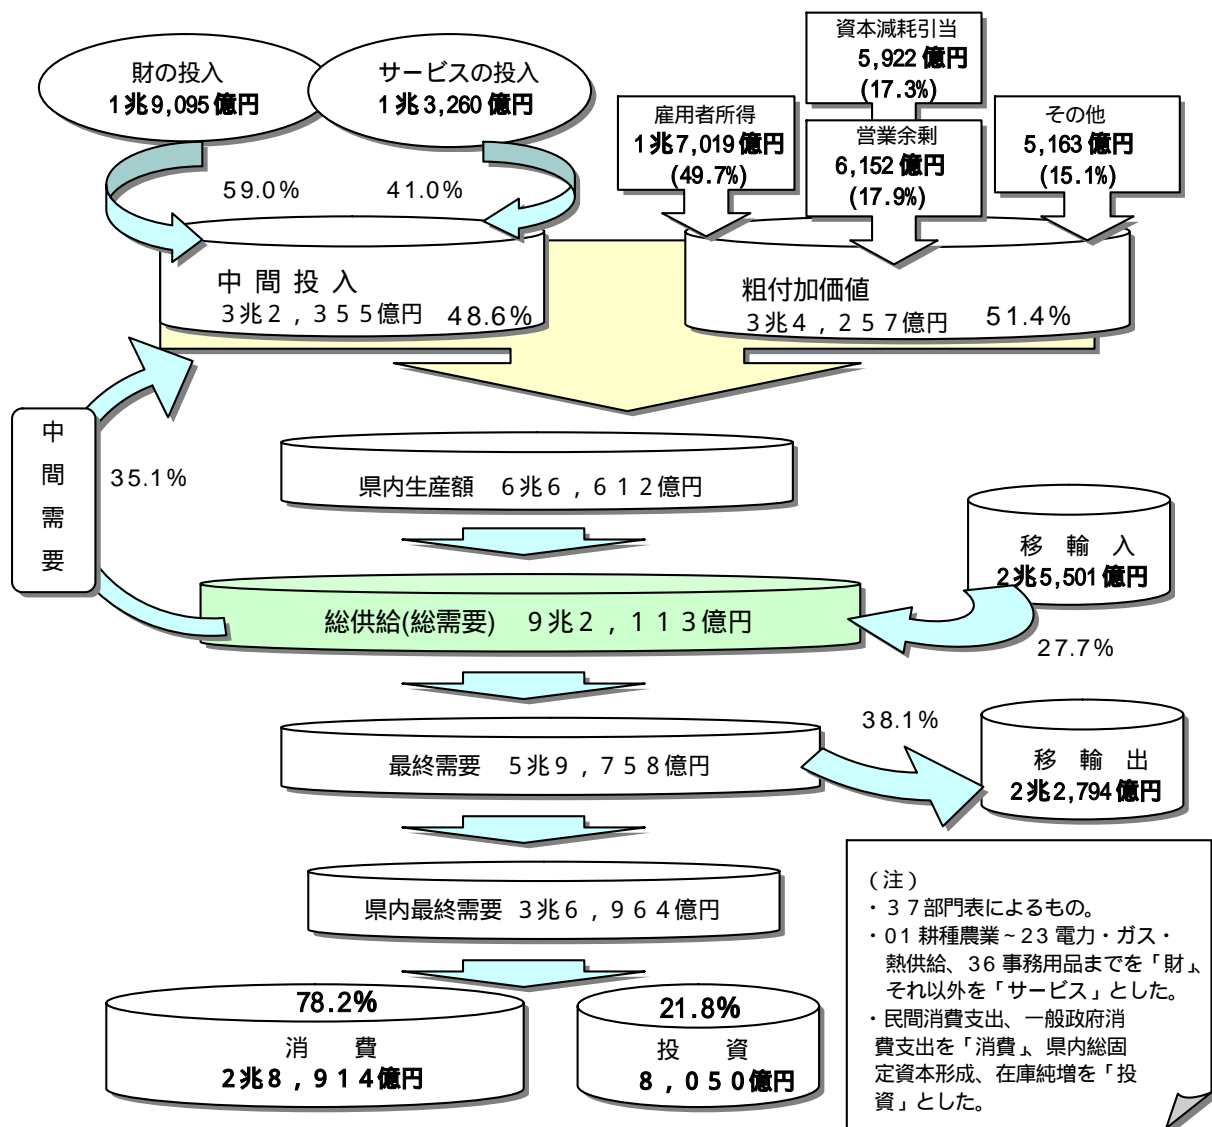 財の投入
1兆9,095億円
サービスの投入
1兆3,260億円
資本減耗引当
5,922億円
(17.3%)
雇用者所得
1兆7,019億円
(49.7%)
営業余剰
6,152億円
(17.9%)
その他
5,163億円
(15.1%)
59.0%
41.0%
中間投入
3兆2,355億円 48.6%
粗付加価値
3兆4,257億円 51.4%
中
間
需
要
35.1%
県内生産額 6兆6,612億円
移輸入
2兆5,501億円
総供給(総需要) 9兆2,113億円
27.7%
38.1%
最終需要 5兆9,758億円
移輸出
2兆2,794億円
県内最終需要 3兆6,964億円
78.2%
消 費
2兆8,914億円
21.8%
投 資
8,050億円
(注)
・37部門表によるもの。
・01耕種農業~23電力・ガス・
熱供給、36事務用品までを「財」、
それ以外を「サービス」とした。
・民間消費支出、一般政府消
費支出を「消費」、県内総固
定資本形成、在庫純増を「投
資」とした。